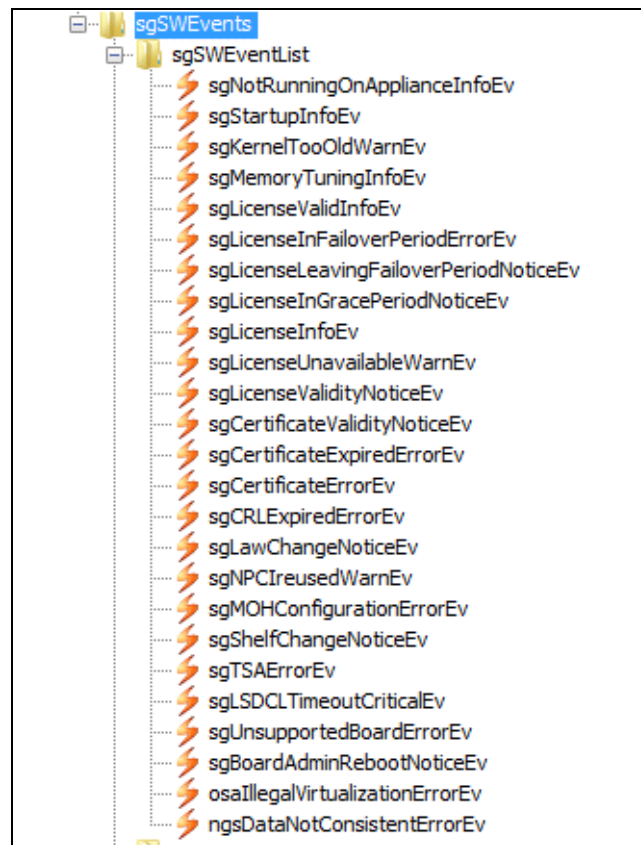 sgSWEvents
sgSWEventList
sgNotRunningOnApplianceInfoEv
sgStartupInfoEv
sgKernelTooOldWarnEv
sgMemoryTuningInfoEv
sgLicenseValidInfoEv
sgLicenseInFailoverPeriodErrorEv
sgLicenseLeavingFailoverPeriodNoticeEv
sgLicenseInGracePeriodNoticeEv
sgLicenseInfoEv
sgLicenseUnavailableWarnEv
sgLicenseValidityNoticeEv
sgCertificateValidityNoticeEv
sgCertificateExpiredErrorEv
sgCertificateErrorEv
sgCRLExpiredErrorEv
sgLawChangeNoticeEv
sgNPCIreusedWarnEv
sgMOHConfigurationErrorEv
sgShelfChangeNoticeEv
sgTSAErrorEv
sgLSDCLTimeoutCriticalEv
sgUnsupportedBoardErrorEv
sgBoardAdminRebootNoticeEv
osaIllegalVirtualizationErrorEv
ngsDataNotConsistentErrorEv